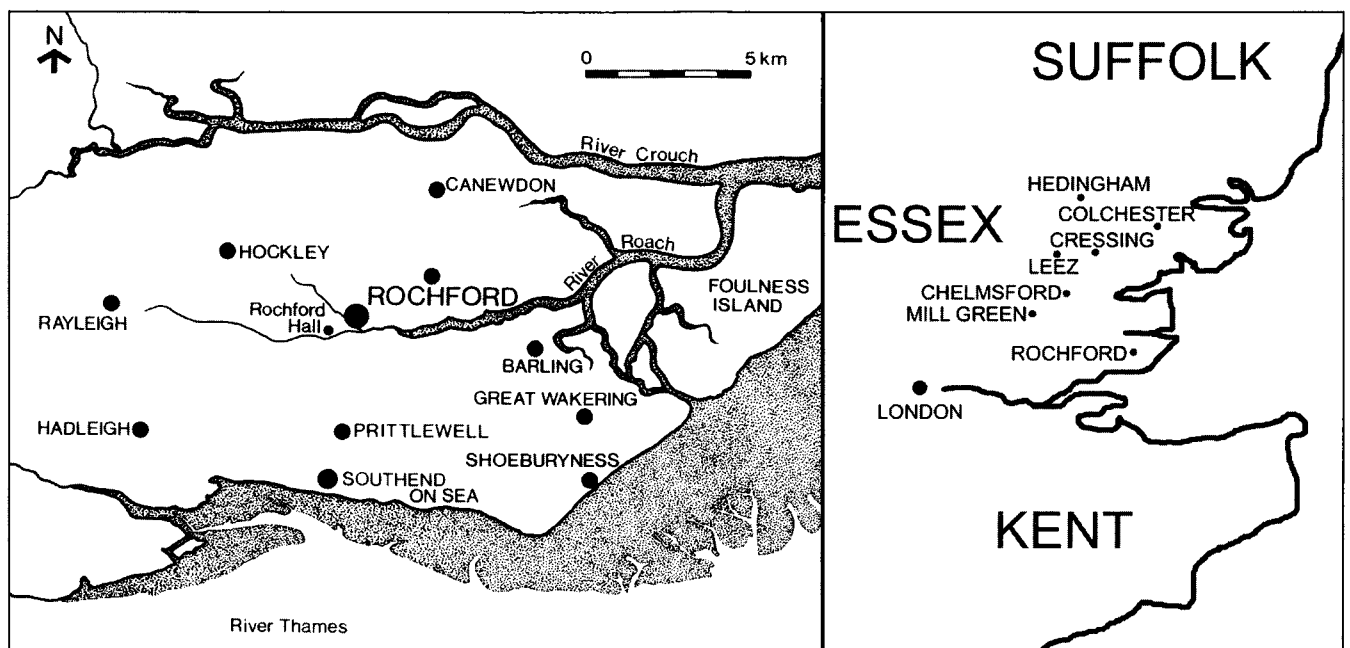 N
0 5 km
River Crouch
CANEWDON
HOCKLEY
River Roach
ROCHFORD
Rochford
Hall
FOULNESS
ISLAND
RAYLEIGH
BARLING
GREAT WAKERING
HADLEIGH
PRITTLEWELL
SHOEBURYNESS
SOUTHEND
ON SEA
River Thames
SUFFOLK
HEDINGHAM
ESSEX
COLCHESTER
CRESSING
LEEZ
CHELMSFORD
MILL GREEN
ROCHFORD
LONDON
KENT